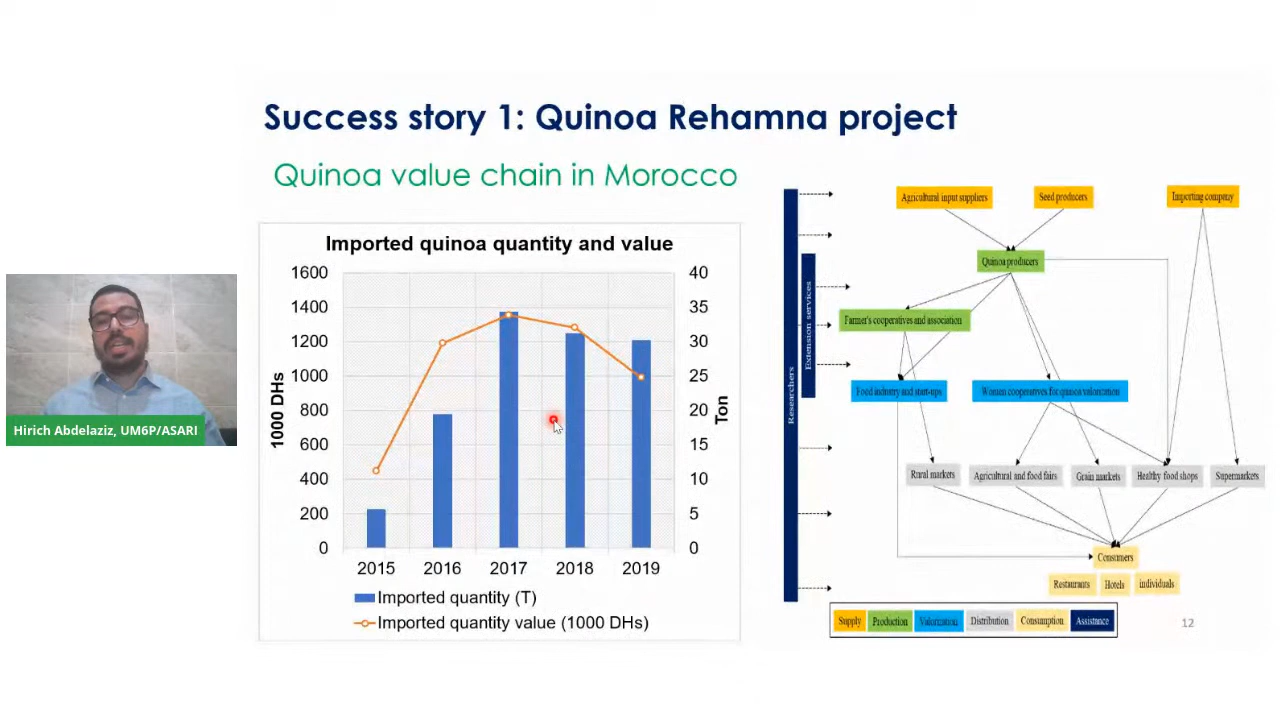 Success story 1: Quinoa Rehamna project
Quinoa value chain in Morocco
Hirich Abdelaziz, UM6P/ASARI
Imported quinoa quantity and value
1600
1400
1200
1000
800
600
400
200
0
1000 DHs
40
35
30
25
20
15
10
5
0
Ton
2015 2016 2017 2018 2019
Imported quantity (T)
Imported quantity value (1000 DHs)
Researchers
Extension services
Agricultural input suppliers Seed producers Importing company
Quinoa producers
Farmer's cooperatives and association
Food industry and start-ups Women cooperatives for quinoa valorization
Rural markets Agricultural and food fairs Grain markets Healthy food shops Supermarkets
Consumers
Restaurants Hotels individuals
Supply Production Valorization Distribution Consumption Assistance
12